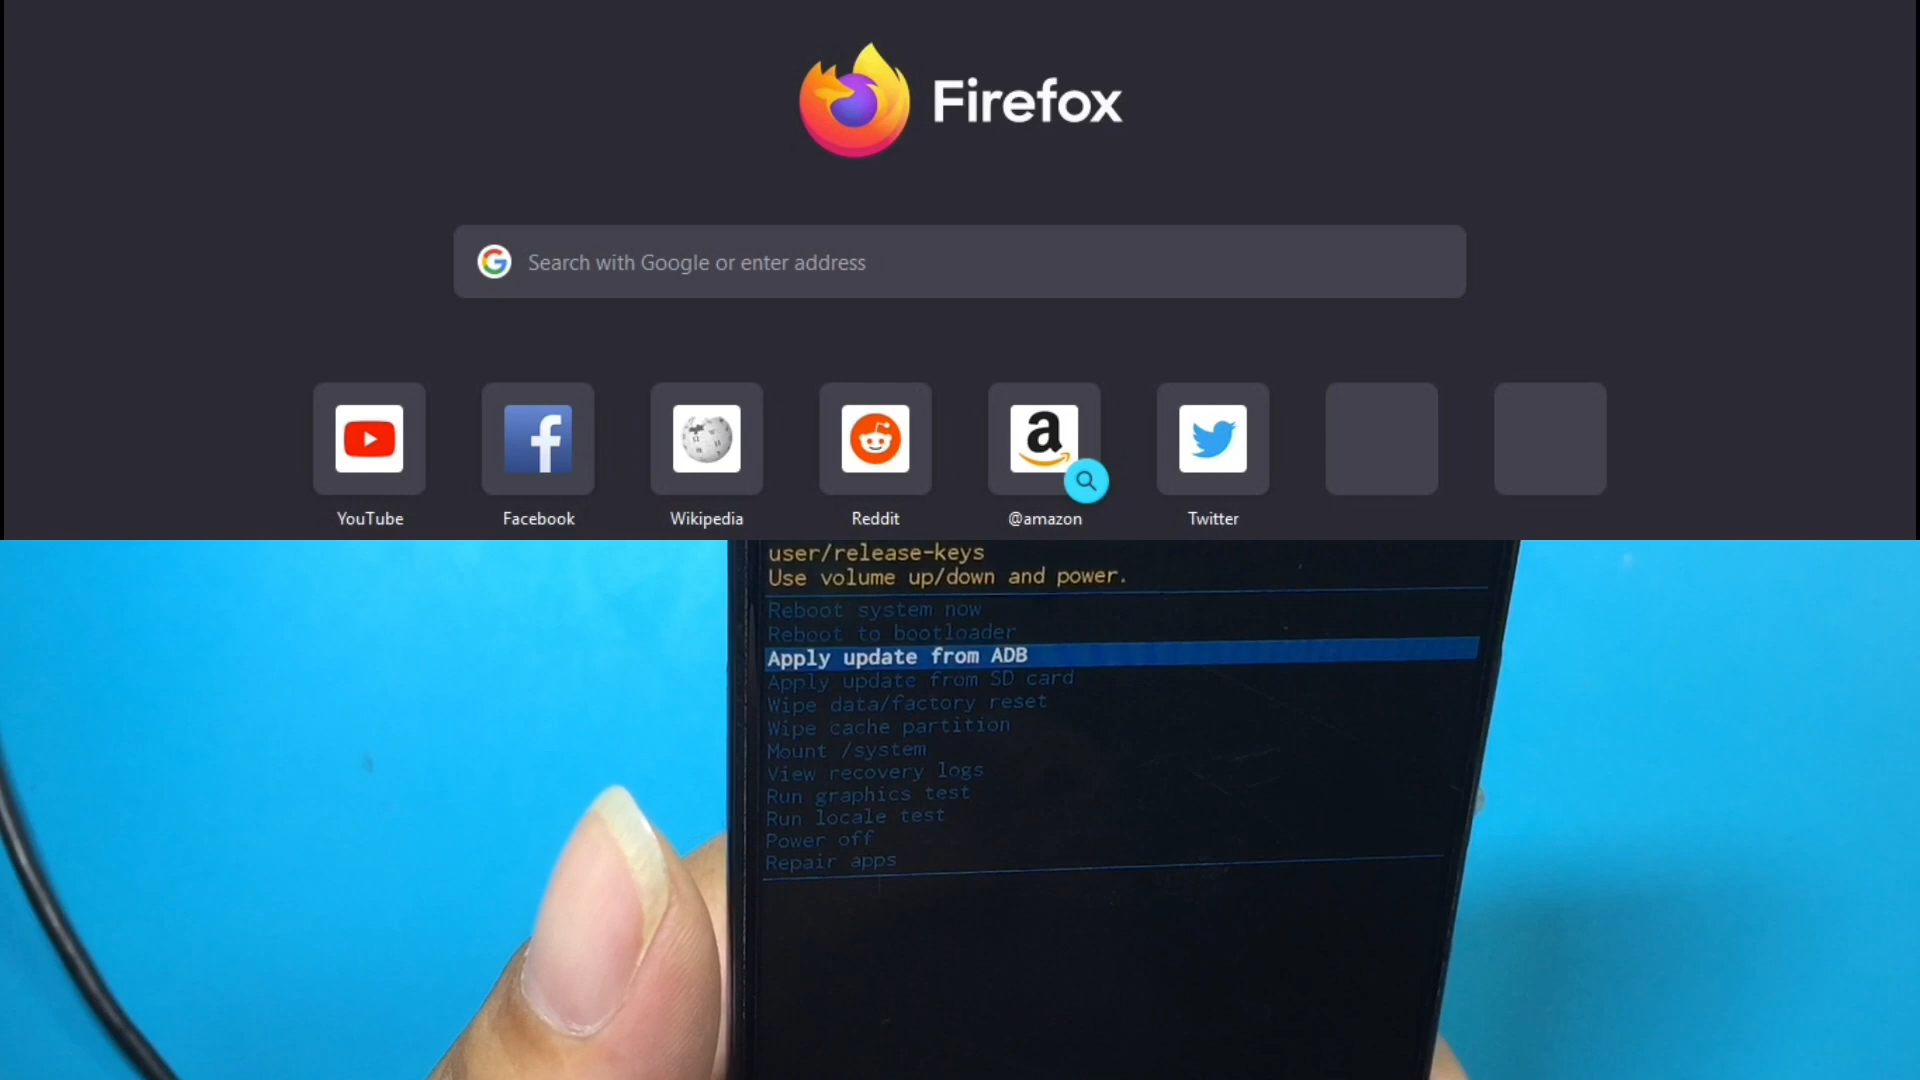 Firefox
Search with Google or enter address
YouTube
Facebook
Wikipedia
Reddit
@amazon
Twitter
user/release-keys
Use volume up/down and power.
Reboot system now
Reboot to bootloader
Apply update from ADB
Apply update from SD card
Wipe data/factory reset
Wipe cache partition
Mount /system
View recovery logs
Run graphics test
Run locale test
Power off
Repair apps